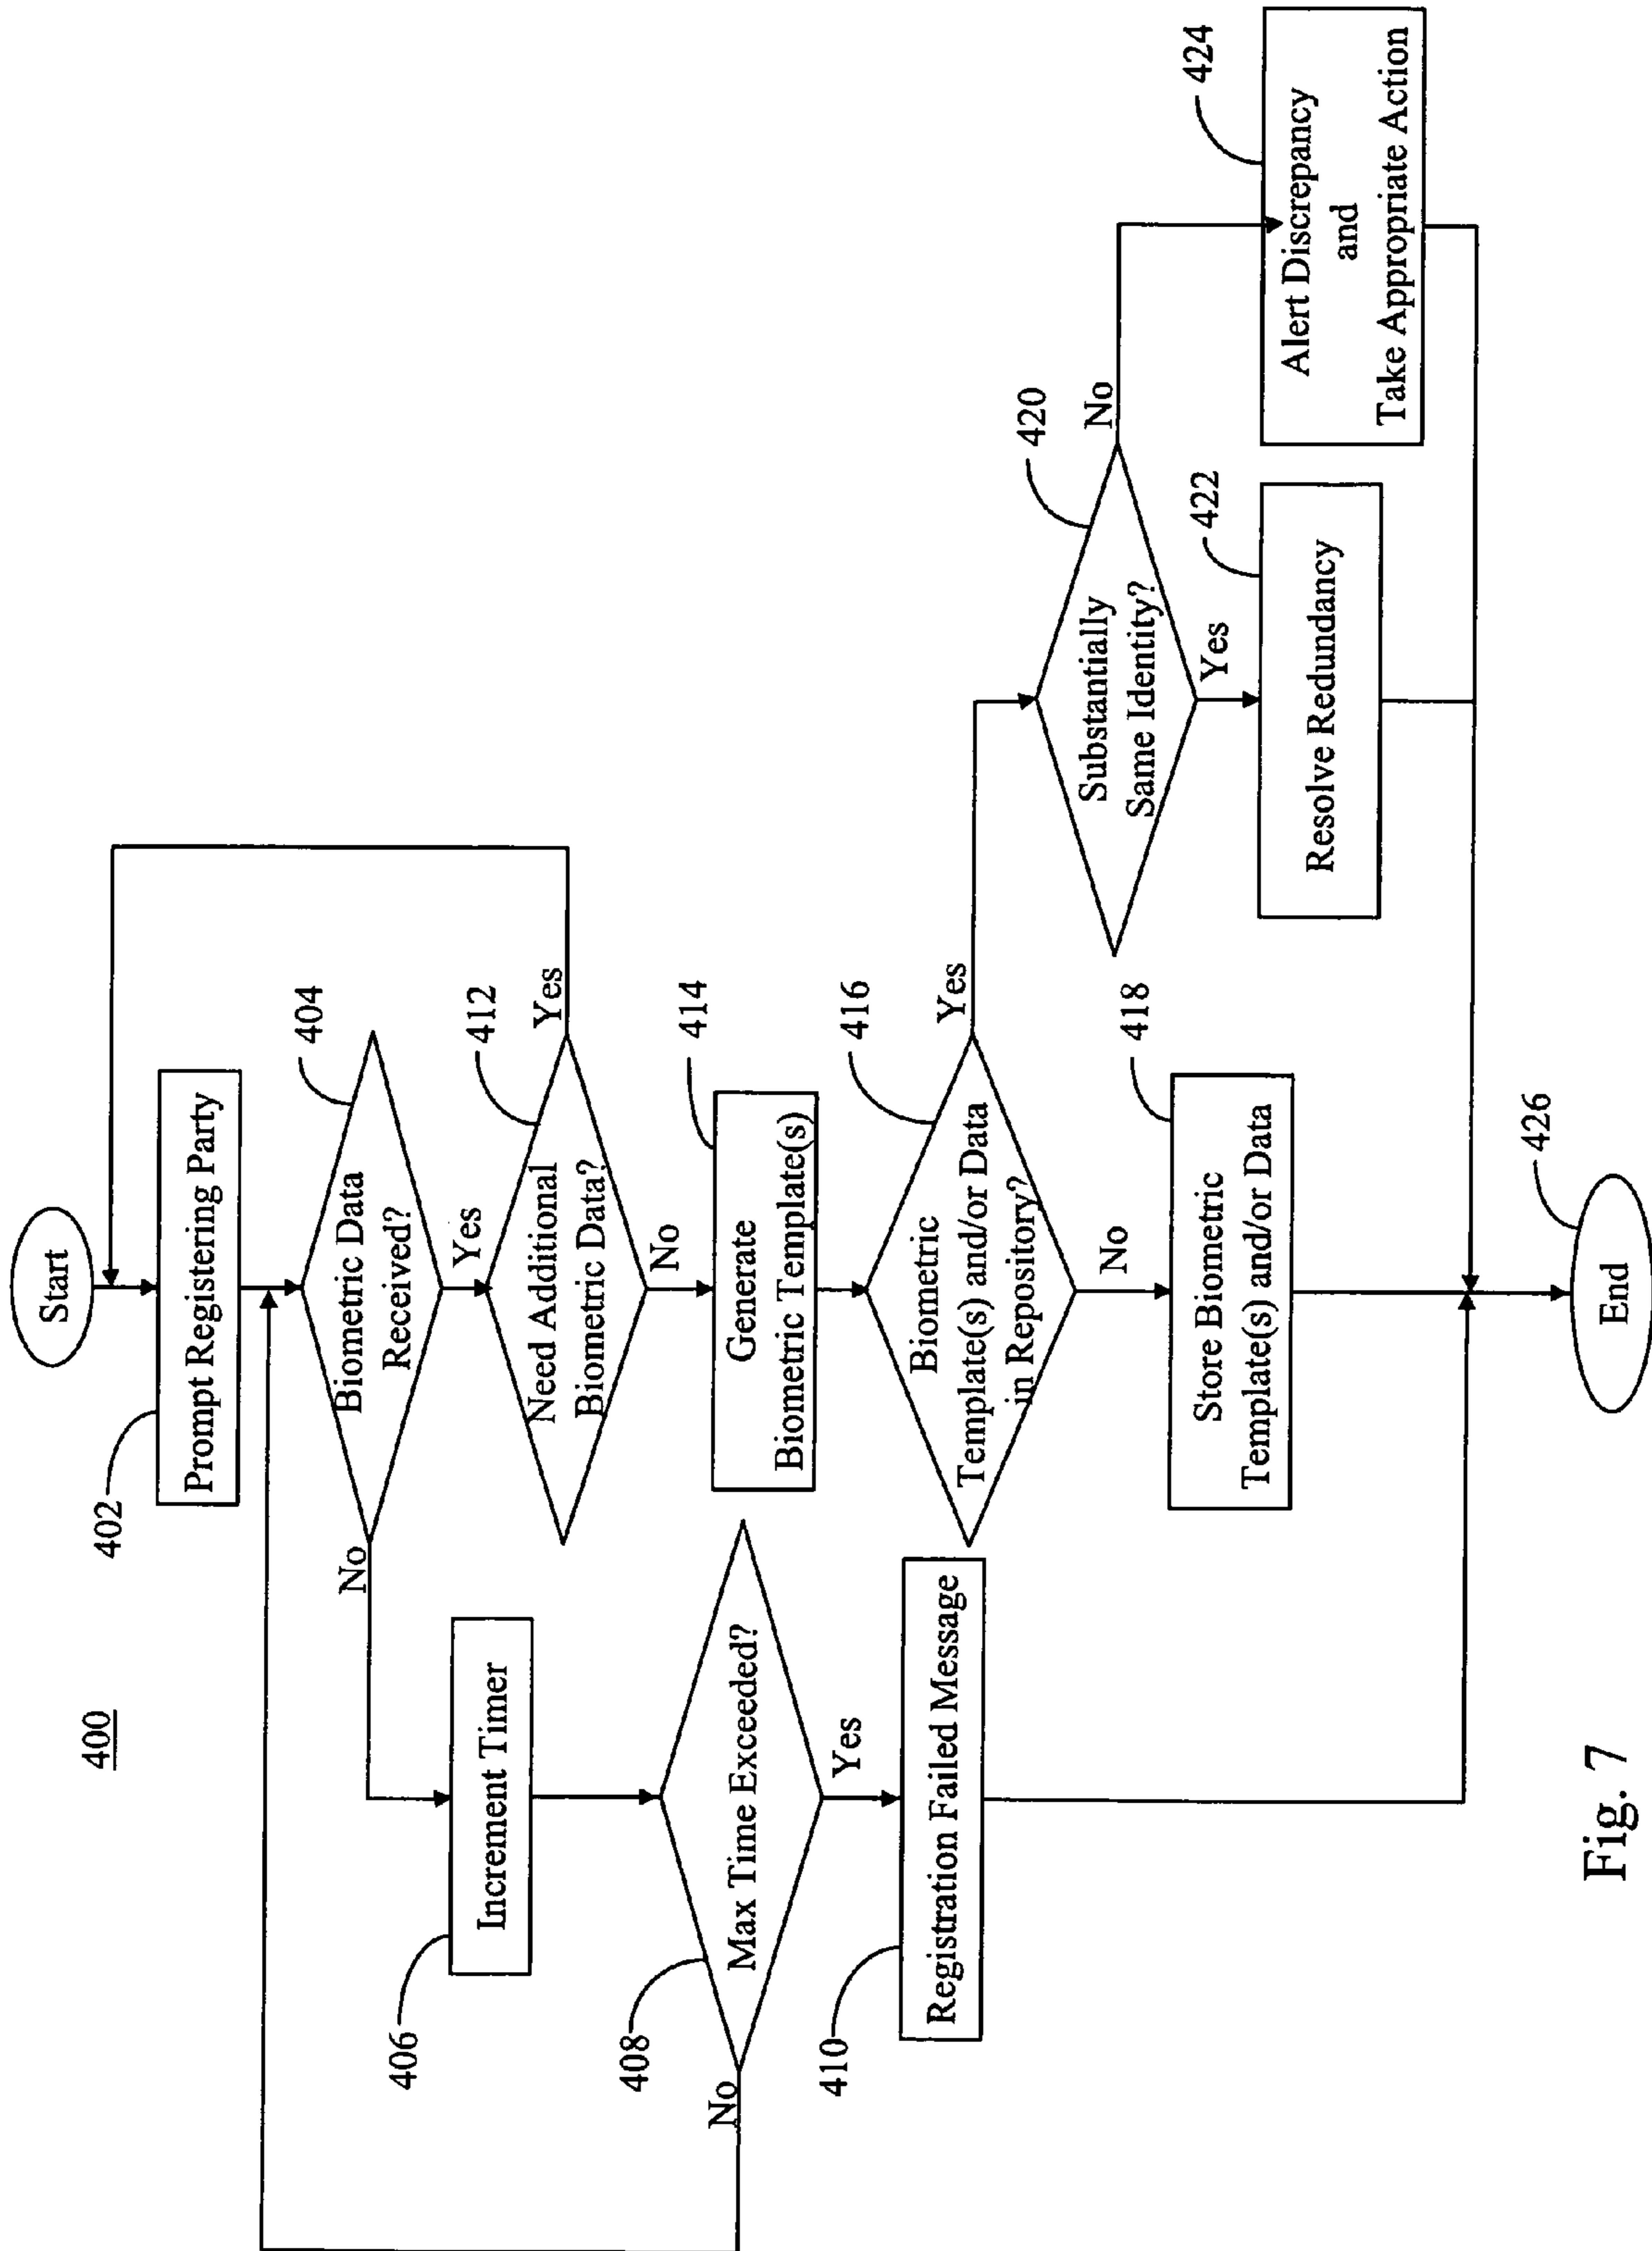 400
Start
402
Prompt Registering Party
404
Biometric Data
Received?
No
Yes
406
Increment Timer
412
Need Additional
Biometric Data?
Yes
No
408
Max Time Exceeded?
No
Yes
414
Generate
Biometric Template(s)
410
Registration Failed Message
416
Biometric
Template(s) and/or Data
in Repository?
Yes
No
420
Substantially
Same Identity?
No
Yes
418
Store Biometric
Template(s) and/or Data
422
Resolve Redundancy
424
Alert Discrepancy
and
Take Appropriate Action
426
End
Fig. 7